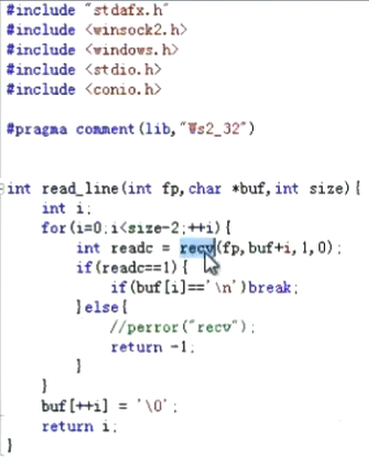 #include "stdafx.h"
#include <winsock2.h>
#include <windows.h>
#include <stdio.h>
#include <conio.h>
#pragma comment(lib,"Ws2_32")
int read_line(int fp,char *buf,int size){
int i;
for(i=0;i<size-2;++i){
int readc = recv(fp,buf+i,1,0);
if(readc==1){
if(buf[i]=='\n')break;
}else{
//perror("recv");
return -1;
}
}
buf[++i] = '\0';
return i;
}